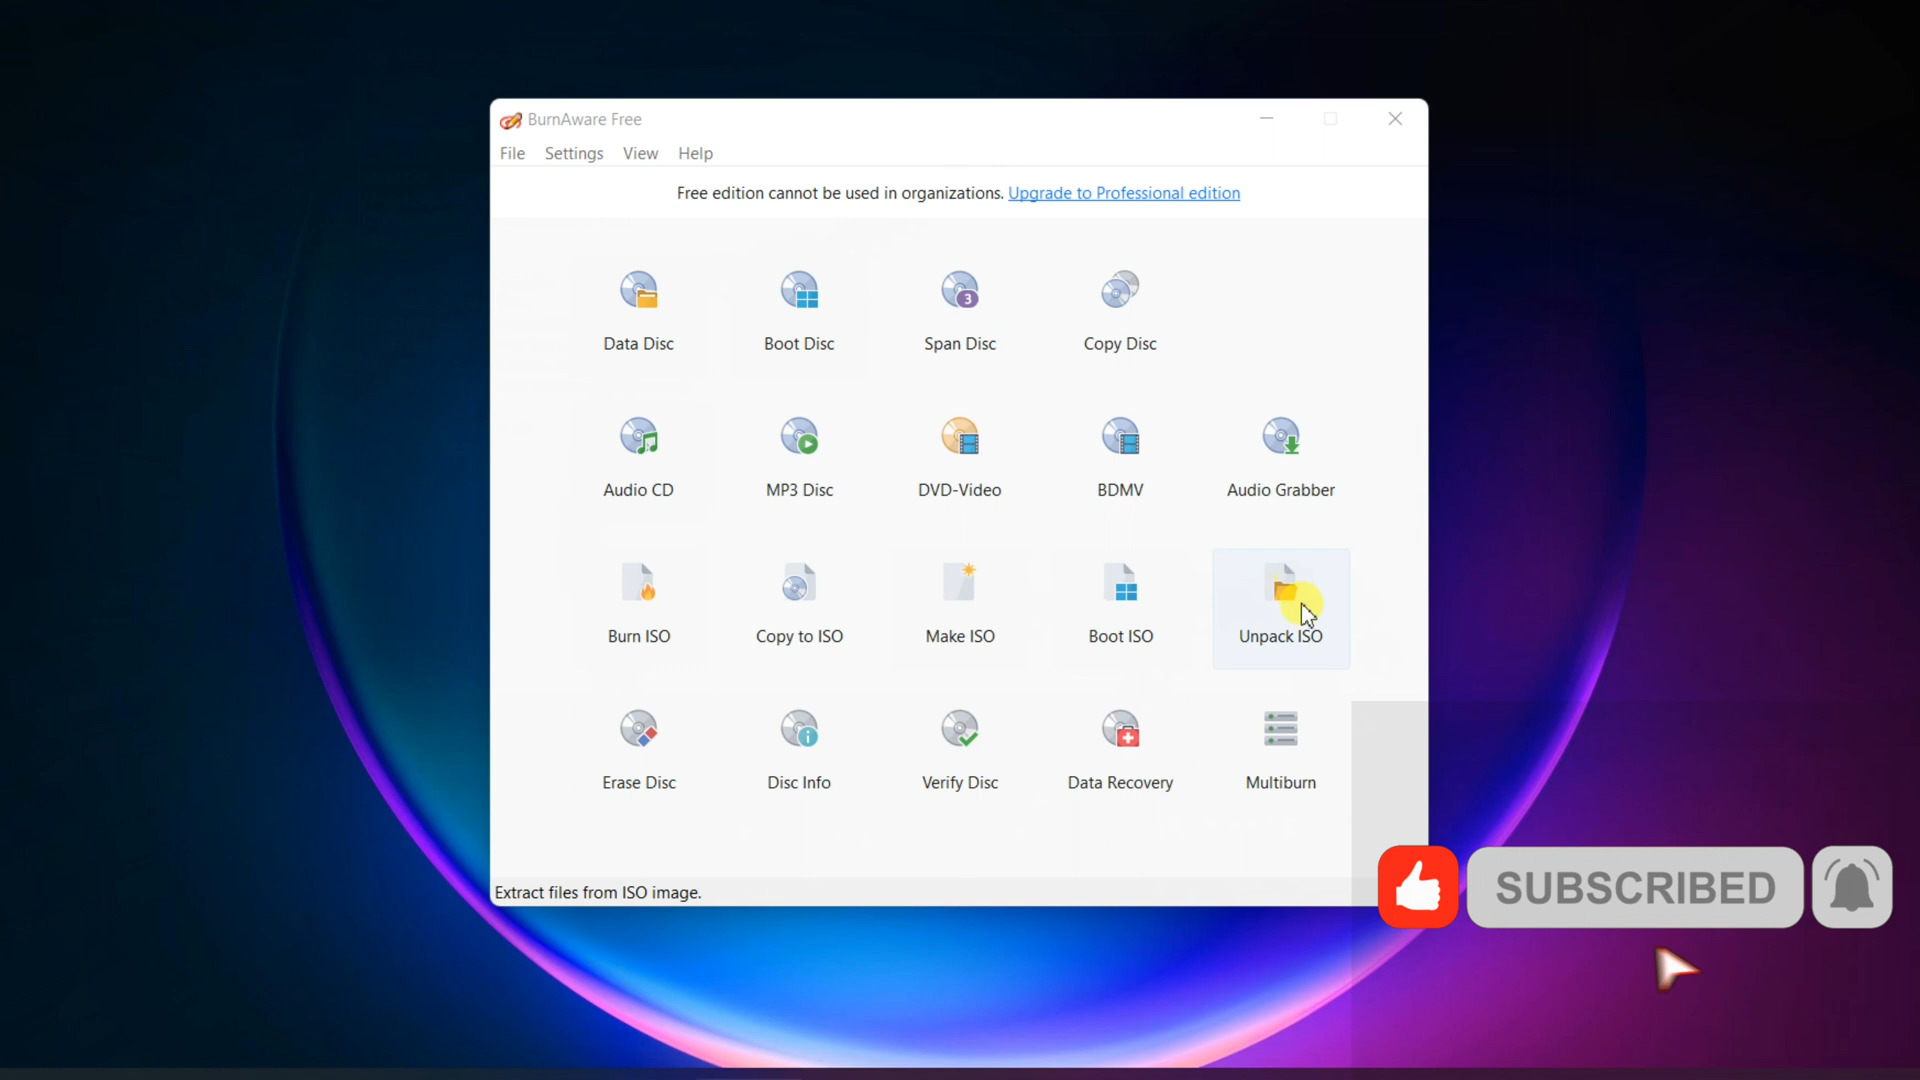 BurnAware Free
File Settings View Help
Free edition cannot be used in organizations. Upgrade to Professional edition
3
Data Disc Boot Disc Span Disc Copy Disc
Audio CD MP3 Disc DVD-Video BDMV Audio Grabber
Burn ISO Copy to ISO Make ISO Boot ISO Unpack ISO
Erase Disc Disc Info Verify Disc Data Recovery Multiburn
SUBSCRIBED
Extract files from ISO image.